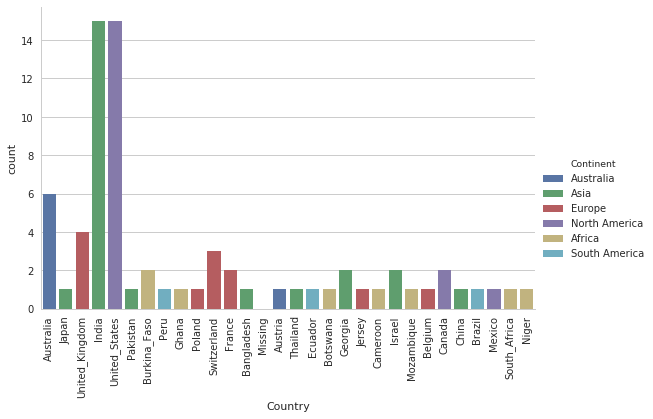 14
12
10
8
6
4
2
0
count
Australia
Japan
United_Kingdom
India
United_States
Pakistan
Burkina_Faso
Peru
Ghana
Poland
Switzerland
France
Bangladesh
Missing
Austria
Thailand
Ecuador
Botswana
Georgia
Jersey
Cameroon
Israel
Mozambique
Belgium
Canada
China
Brazil
Mexico
South_Africa
Niger
Country
Continent
Australia
Asia
Europe
North America
Africa
South America